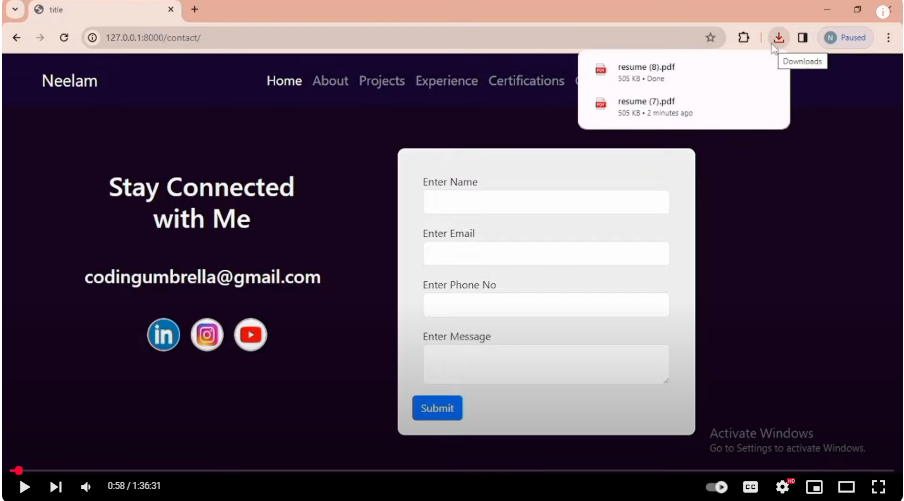 title
127.0.0.1:8000/contact/
N Paused
Downloads
resume (8).pdf
505 KB • Done
resume (7).pdf
505 KB • 2 minutes ago
Neelam
Home About Projects Experience Certifications
Stay Connected
with Me
codingumbrella@gmail.com
in
Enter Name
Enter Email
Enter Phone No
Enter Message
Submit
Activate Windows
Go to Settings to activate Windows.
0:58 / 1:36:31
CC
HD